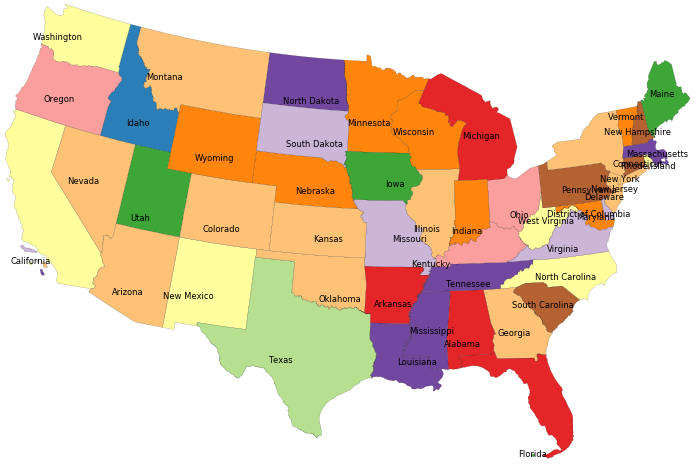 Washington
Montana
Maine
Oregon
North Dakota
Idaho
Minnesota
Wisconsin
Vermont
New Hampshire
Michigan
South Dakota
Massachusetts
Wyoming
Rhode Island
Nevada
Nebraska
Iowa
Pennsylvania
New York
New Jersey
Delaware
Utah
Colorado
Kansas
Illinois
Missouri
Indiana
Ohio
West Virginia
District of Columbia
Maryland
Virginia
California
Kentucky
Arizona
New Mexico
Oklahoma
Arkansas
Tennessee
North Carolina
South Carolina
Mississippi
Alabama
Georgia
Texas
Louisiana
Florida